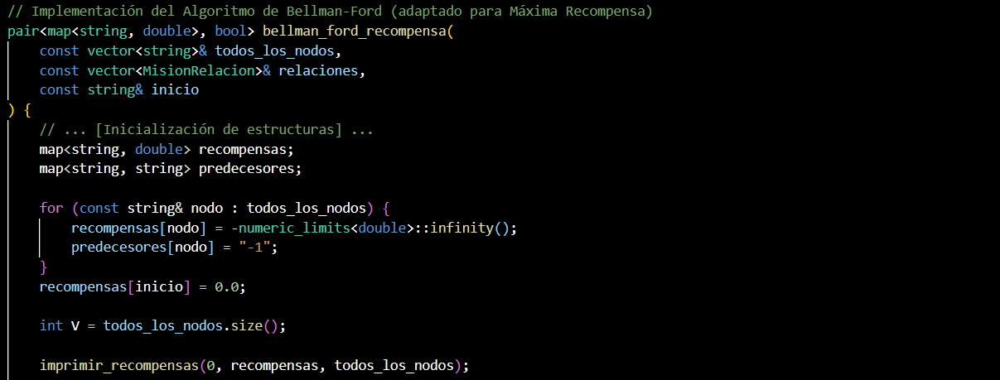 // Implementación del Algoritmo de Bellman-Ford (adaptado para Máxima Recompensa)
pair<map<string, double>, bool> bellman_ford_recompensa(
    const vector<string>& todos_los_nodos,
    const vector<MisionRelacion>& relaciones,
    const string& inicio
) {
    // ... [Inicialización de estructuras] ...
    map<string, double> recompensas;
    map<string, string> predecesores;

    for (const string& nodo : todos_los_nodos) {
        recompensas[nodo] = -numeric_limits<double>::infinity();
        predecesores[nodo] = "-1";
    }
    recompensas[inicio] = 0.0;

    int V = todos_los_nodos.size();

    imprimir_recompensas(0, recompensas, todos_los_nodos);